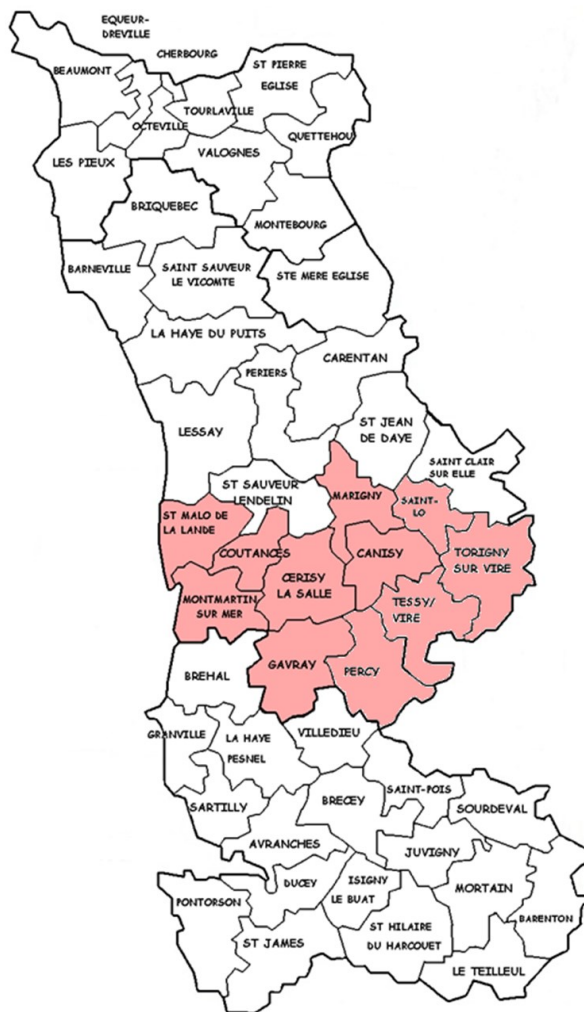 EQUEUR-
DREVILLE
CHERBOURG
BEAUMONT
ST PIERRE
EGLISE
OCTEVILLE
TOURLAVILLE
QUETTEHOU
LES PIEUX
VALOGNES
BRIQUEBEC
MONTEBOURG
BARNEVILLE
SAINT SAUVEUR
LE VICOMTE
STE MERE EGLISE
LA HAYE DU PUITS
CARENTAN
PERIERS
LESSAY
ST JEAN
DE DAYE
SAINT CLAIR
SUR ELLE
ST SAUVEUR
LENDELIN
MARIGNY
SAINT-
LO
ST MALO DE
LA LANDE
COUTANCES
CANISY
TORIGNY
SUR VIRE
CERISY
LA SALLE
MONTMARTIN
SUR MER
TESSY/
VIRE
GAVRAY
PERCY
BREHAL
GRANVILLE
LA HAYE
PESNEL
VILLEDIEU
SAINT-POIS
SARTILLY
BRECEY
SOURDEVAL
AVRANCHES
JUVIGNY
DUCEY
ISIGNY
LE BUAT
MORTAIN
PONTORSON
BARENTON
ST JAMES
ST HILAIRE
DU HARCOUET
LE TEILLEUL